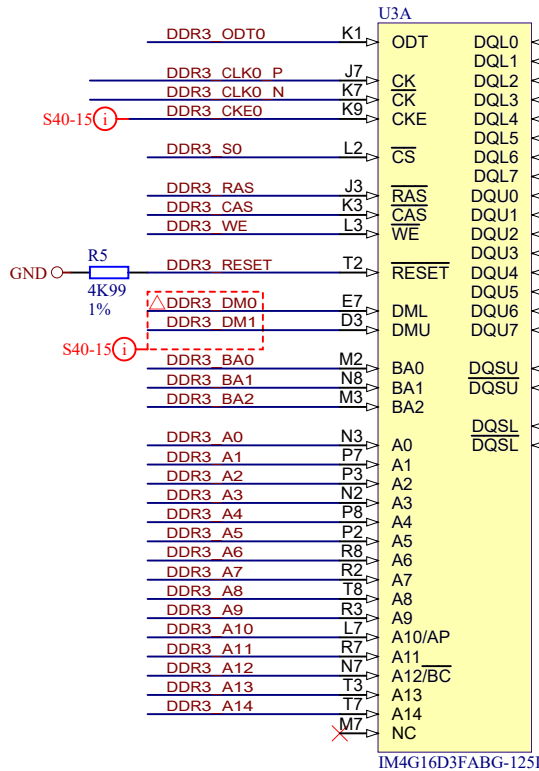 U3A
DDR3_ODT0 K1 ODT DQL0
DQL1
DDR3_CLK0_P J7 CK DQL2
DDR3_CLK0_N K7 CK DQL3
S40-15 i DDR3_CKE0 K9 CKE DQL4
DQL5
DDR3_S0 L2 CS DQL6
DQL7
DDR3_RAS J3 RAS DQU0
DDR3_CAS K3 CAS DQU1
DDR3_WE L3 WE DQU2
R5 DQU3
GND DDR3_RESET T2 RESET DQU4
4K99 DQU5
1% DDR3_DM0 E7 DML DQU6
DDR3_DM1 D3 DMU DQU7
S40-15 i
DDR3_BA0 M2 BA0 DQSU
DDR3_BA1 N8 BA1 DQSU
DDR3_BA2 M3 BA2
DQSL
DDR3_A0 N3 A0 DQSL
DDR3_A1 P7 A1
DDR3_A2 P3 A2
DDR3_A3 N2 A3
DDR3_A4 P8 A4
DDR3_A5 P2 A5
DDR3_A6 R8 A6
DDR3_A7 R2 A7
DDR3_A8 T8 A8
DDR3_A9 R3 A9
DDR3_A10 L7 A10/AP
DDR3_A11 R7 A11
DDR3_A12 N7 A12/BC
DDR3_A13 T3 A13
DDR3_A14 T7 A14
M7 NC
IM4G16D3FABG-125I